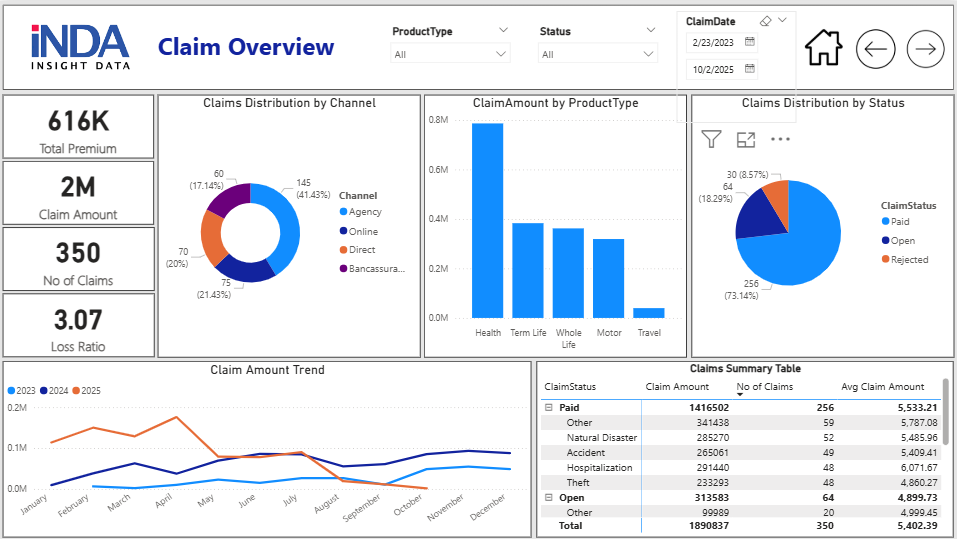 iNDA
INSIGHT DATA
Claim Overview
ProductType
All
Status
All
ClaimDate
2/23/2023
10/2/2025
616K
Total Premium
2M
Claim Amount
350
No of Claims
3.07
Loss Ratio
Claims Distribution by Channel
60
(17.14%)
145
(41.43%)
70
(20%)
75
(21.43%)
Channel
Agency
Online
Direct
Bancassura...
ClaimAmount by ProductType
0.8M
0.6M
0.4M
0.2M
0.0M
Health Term Life Whole Life Motor Travel
Claims Distribution by Status
30 (8.57%)
64
(18.29%)
256
(73.14%)
ClaimStatus
Paid
Open
Rejected
Claim Amount Trend
2023 2024 2025
0.2M
0.1M
0.0M
January February March April May June July August September October November December
Claims Summary Table
ClaimStatus Claim Amount No of Claims Avg Claim Amount
Paid 1416502 256 5,533.21
Other 341438 59 5,787.08
Natural Disaster 285270 52 5,485.96
Accident 265061 49 5,409.41
Hospitalization 291440 48 6,071.67
Theft 233293 48 4,860.27
Open 313583 64 4,899.73
Other 99989 20 4,999.45
Total 1890837 350 5,402.39